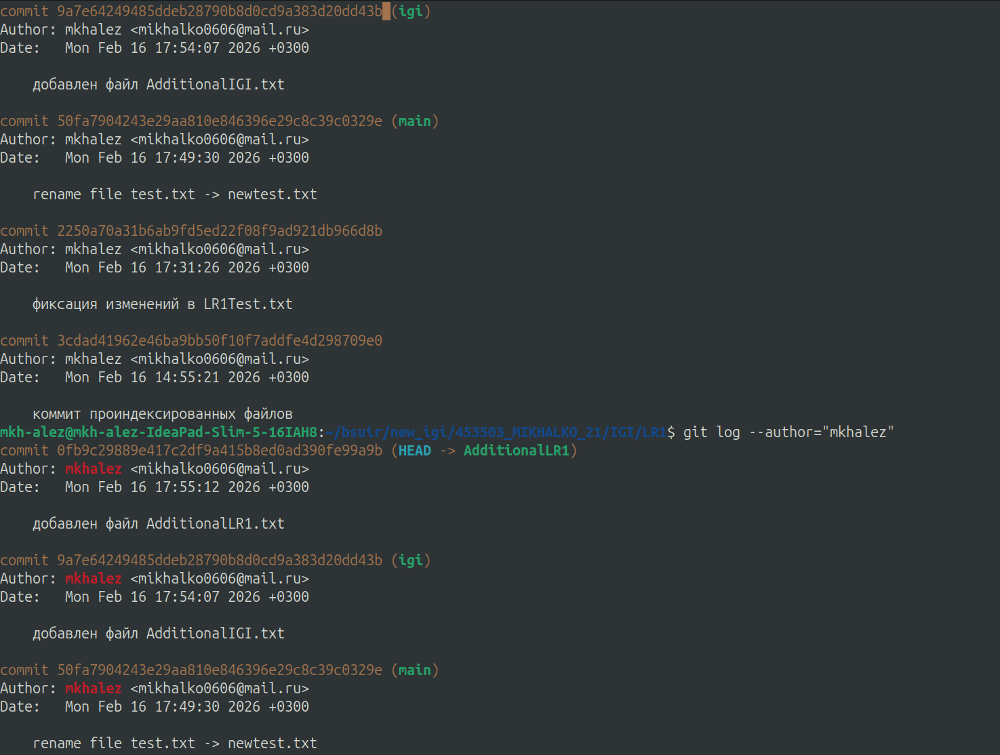 commit 9a7e64249485ddeb28790b8d0cd9a383d20dd43b (igi)
Author: mkhalez <mikhalko0606@mail.ru>
Date:   Mon Feb 16 17:54:07 2026 +0300
    добавлен файл AdditionalIGI.txt
commit 50fa7904243e29aa810e846396e29c8c39c0329e (main)
Author: mkhalez <mikhalko0606@mail.ru>
Date:   Mon Feb 16 17:49:30 2026 +0300
    rename file test.txt -> newtest.txt
commit 2250a70a31b6ab9fd5ed22f08f9ad921db966d8b
Author: mkhalez <mikhalko0606@mail.ru>
Date:   Mon Feb 16 17:31:26 2026 +0300
    фиксация изменений в LR1Test.txt
commit 3cdad41962e46ba9bb50f10f7addfe4d298709e0
Author: mkhalez <mikhalko0606@mail.ru>
Date:   Mon Feb 16 14:55:21 2026 +0300
    коммит проиндексированных файлов
mkh-alez@mkh-alez-IdeaPad-Slim-5-16IAH8:~/bsuir/new_igi/453503_MIKHALKO_21/IGI/LR1$ git log --author="mkhalez"
commit 0fb9c29889e417c2df9a415b8ed0ad390fe99a9b (HEAD -> AdditionalLR1)
Author: mkhalez <mikhalko0606@mail.ru>
Date:   Mon Feb 16 17:55:12 2026 +0300
    добавлен файл AdditionalLR1.txt
commit 9a7e64249485ddeb28790b8d0cd9a383d20dd43b (igi)
Author: mkhalez <mikhalko0606@mail.ru>
Date:   Mon Feb 16 17:54:07 2026 +0300
    добавлен файл AdditionalIGI.txt
commit 50fa7904243e29aa810e846396e29c8c39c0329e (main)
Author: mkhalez <mikhalko0606@mail.ru>
Date:   Mon Feb 16 17:49:30 2026 +0300
    rename file test.txt -> newtest.txt